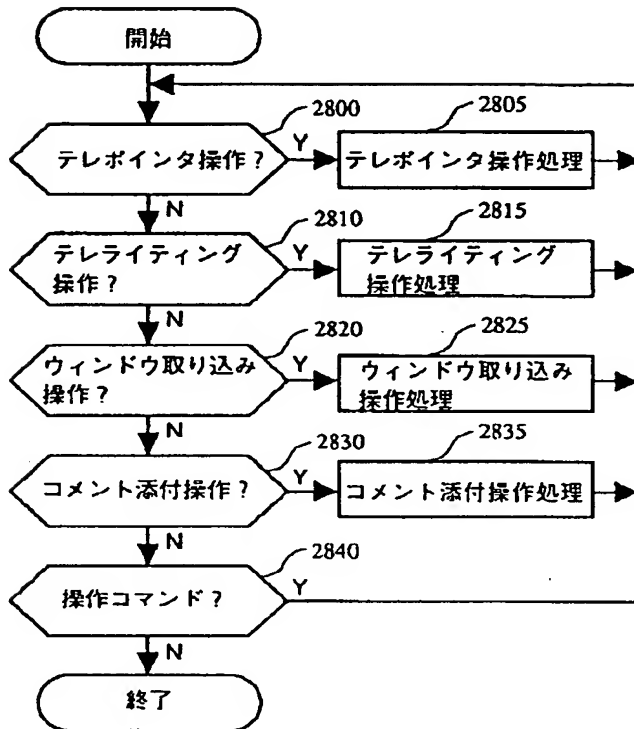 開始
2800
2805
テレポインタ操作?
Y
テレポインタ操作処理
N
2810
2815
テレライティング
操作?
Y
テレライティング
操作処理
N
2820
2825
ウィンドウ取り込み
操作?
Y
ウィンドウ取り込み
操作処理
N
2830
2835
コメント添付操作?
Y
コメント添付操作処理
N
2840
操作コマンド?
Y
N
終了